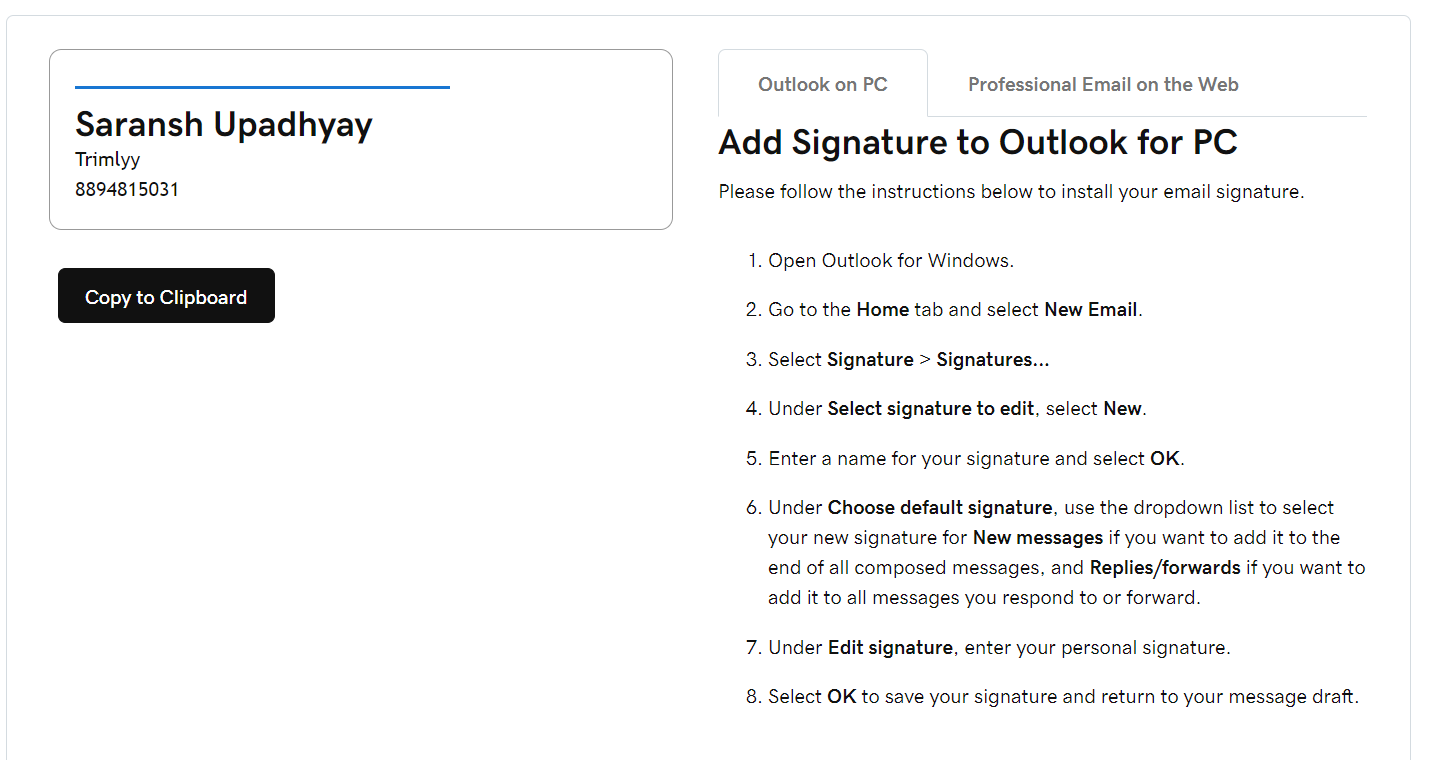 Saransh Upadhyay
Trimlyy
8894815031
Copy to Clipboard
Outlook on PC
Professional Email on the Web
Add Signature to Outlook for PC
Please follow the instructions below to install your email signature.
1. Open Outlook for Windows.
2. Go to the Home tab and select New Email.
3. Select Signature > Signatures...
4. Under Select signature to edit, select New.
5. Enter a name for your signature and select OK.
6. Under Choose default signature, use the dropdown list to select
your new signature for New messages if you want to add it to the
end of all composed messages, and Replies/forwards if you want to
add it to all messages you respond to or forward.
7. Under Edit signature, enter your personal signature.
8. Select OK to save your signature and return to your message draft.